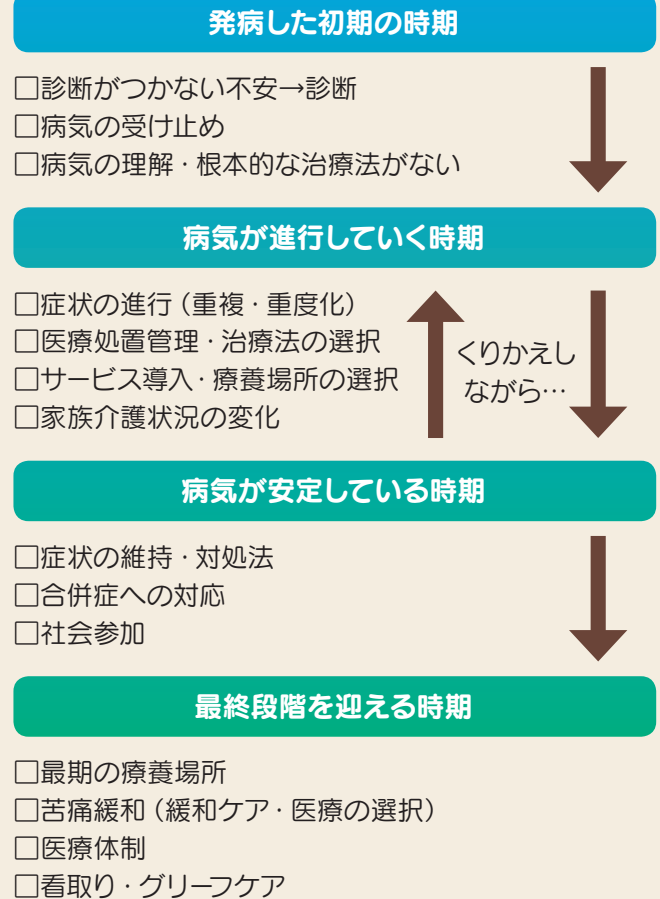 発病した初期の時期
□診断がつかない不安→診断
□病気の受け止め
□病気の理解・根本的な治療法がない
病気が進行していく時期
□症状の進行（重複・重度化）
□医療処置管理・治療法の選択
□サービス導入・療養場所の選択
□家族介護状況の変化
くりかえし
ながら…
病気が安定している時期
□症状の維持・対処法
□合併症への対応
□社会参加
最終段階を迎える時期
□最期の療養場所
□苦痛緩和（緩和ケア・医療の選択）
□医療体制
□看取り・グリーフケア